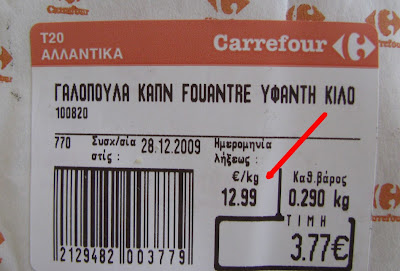 T20
ΑΛΛΑΝΤΙΚΑ
Carrefour
ΓΑΛΟΠΟΥΛΑ ΚΑΠΝ FOUANTRE ΥΦΑΝΤΗ ΚΙΛΟ
100820
770 Συσκ/σία στίς : 28.12.2009 Ημερομηνία λήξεως :
€/kg Καθ.βάρος
12.99 0.290 kg
ΤΙΜΗ
3.77€
2129482 003779